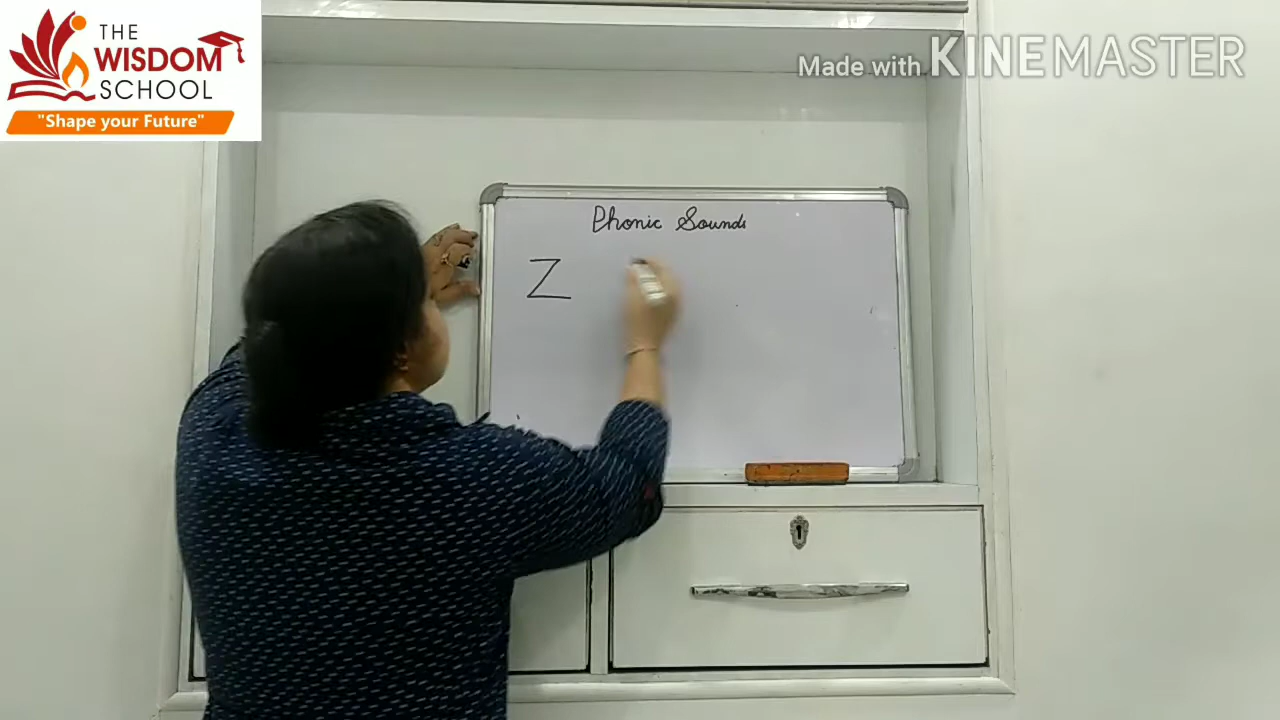 THE
WISDOM
SCHOOL
"Shape your Future"
Made with KINEMASTER
Phonic Sounds
Z